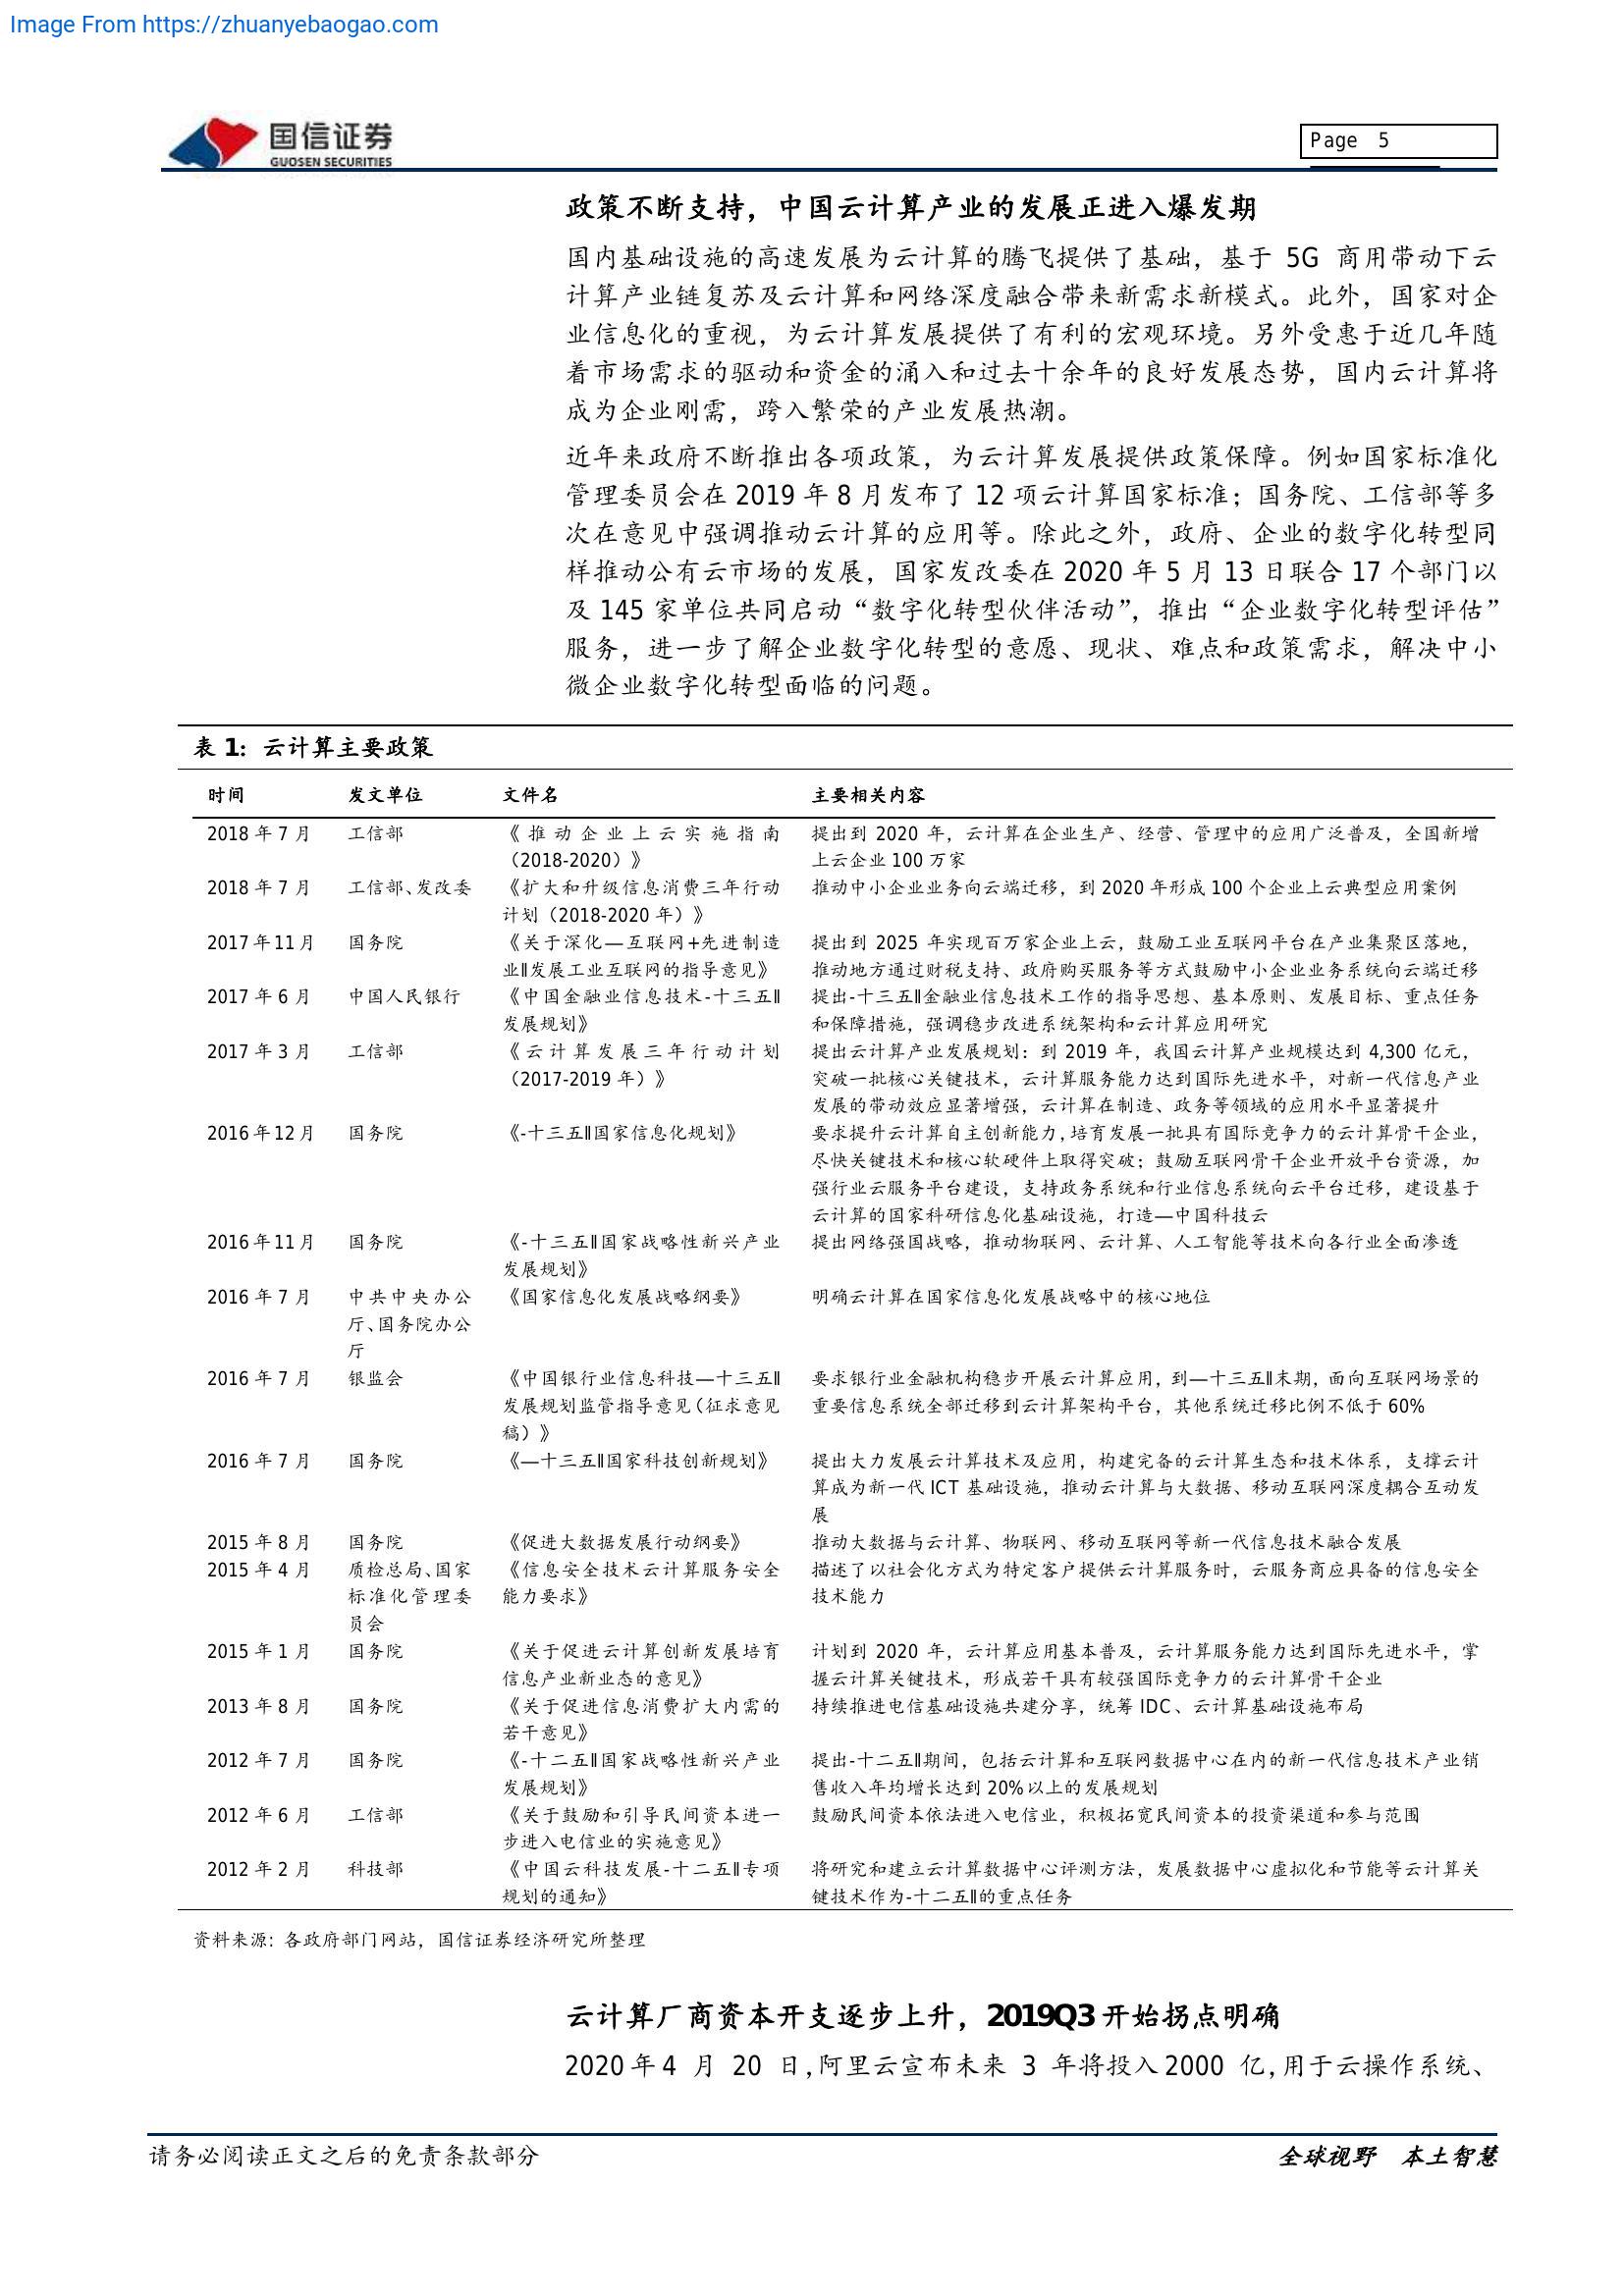 Image From https://zhuanyebaogao.com
国信证券
GUOSEN SECURITIES
Page 5
政策不断支持，中国云计算产业的发展正进入爆发期
国内基础设施的高速发展为云计算的腾飞提供了基础，基于 5G 商用带动下云
计算产业链复苏及云计算和网络深度融合带来新需求新模式。此外，国家对企
业信息化的重视，为云计算发展提供了有利的宏观环境。另外受惠于近几年随
着市场需求的驱动和资金的涌入和过去十余年的良好发展态势，国内云计算将
成为企业刚需，跨入繁荣的产业发展热潮。
近年来政府不断推出各项政策，为云计算发展提供政策保障。例如国家标准化
管理委员会在 2019 年 8 月发布了 12 项云计算国家标准；国务院、工信部等多
次在意见中强调推动云计算的应用等。除此之外，政府、企业的数字化转型同
样推动公有云市场的发展，国家发改委在 2020 年 5 月 13 日联合 17 个部门以
及 145 家单位共同启动“数字化转型伙伴活动”，推出“企业数字化转型评估”
服务，进一步了解企业数字化转型的意愿、现状、难点和政策需求，解决中小
微企业数字化转型面临的问题。
表 1：云计算主要政策
时间 发文单位 文件名 主要相关内容
2018 年 7 月 工信部 《推动企业上云实施指南 提出到 2020 年，云计算在企业生产、经营、管理中的应用广泛普及，全国新增
（2018-2020）》 上云企业 100 万家
2018 年 7 月 工信部、发改委 《扩大和升级信息消费三年行动 推动中小企业业务向云端迁移，到 2020 年形成 100 个企业上云典型应用案例
计划（2018-2020 年）》
2017 年 11 月 国务院 《关于深化—互联网+先进制造 提出到 2025 年实现百万家企业上云，鼓励工业互联网平台在产业集聚区落地，
业‖发展工业互联网的指导意见》 推动地方通过财税支持、政府购买服务等方式鼓励中小企业业务系统向云端迁移
2017 年 6 月 中国人民银行 《中国金融业信息技术-十三五‖ 提出-十三五‖金融业信息技术工作的指导思想、基本原则、发展目标、重点任务
发展规划》 和保障措施，强调稳步改进系统架构和云计算应用研究
2017 年 3 月 工信部 《云计算发展三年行动计划 提出云计算产业发展规划：到 2019 年，我国云计算产业规模达到 4,300 亿元，
（2017-2019 年）》 突破一批核心关键技术，云计算服务能力达到国际先进水平，对新一代信息产业
发展的带动效应显著增强，云计算在制造、政务等领域的应用水平显著提升
2016 年 12 月 国务院 《-十三五‖国家信息化规划》 要求提升云计算自主创新能力，培育发展一批具有国际竞争力的云计算骨干企业，
尽快关键技术和核心软硬件上取得突破；鼓励互联网骨干企业开放平台资源，加
强行业云服务平台建设，支持政务系统和行业信息系统向云平台迁移，建设基于
云计算的国家科研信息化基础设施，打造—中国科技云
2016 年 11 月 国务院 《-十三五‖国家战略性新兴产业 提出网络强国战略，推动物联网、云计算、人工智能等技术向各行业全面渗透
发展规划》
2016 年 7 月 中共中央办公 《国家信息化发展战略纲要》 明确云计算在国家信息化发展战略中的核心地位
厅、国务院办公
厅
2016 年 7 月 银监会 《中国银行业信息科技—十三五‖ 要求银行业金融机构稳步开展云计算应用，到—十三五‖末期，面向互联网场景的
发展规划监管指导意见（征求意见 重要信息系统全部迁移到云计算架构平台，其他系统迁移比例不低于 60%
稿）》
2016 年 7 月 国务院 《—十三五‖国家科技创新规划》 提出大力发展云计算技术及应用，构建完备的云计算生态和技术体系，支撑云计
算成为新一代 ICT 基础设施，推动云计算与大数据、移动互联网深度耦合互动发
展
2015 年 8 月 国务院 《促进大数据发展行动纲要》 推动大数据与云计算、物联网、移动互联网等新一代信息技术融合发展
2015 年 4 月 质检总局、国家 《信息安全技术云计算服务安全 描述了以社会化方式为特定客户提供云计算服务时，云服务商应具备的信息安全
标准化管理委 能力要求》 技术能力
员会
2015 年 1 月 国务院 《关于促进云计算创新发展培育 计划到 2020 年，云计算应用基本普及，云计算服务能力达到国际先进水平，掌
信息产业新业态的意见》 握云计算关键技术，形成若干具有较强国际竞争力的云计算骨干企业
2013 年 8 月 国务院 《关于促进信息消费扩大内需的 持续推进电信基础设施共建分享，统筹 IDC、云计算基础设施布局
若干意见》
2012 年 7 月 国务院 《-十二五‖国家战略性新兴产业 提出-十二五‖期间，包括云计算和互联网数据中心在内的新一代信息技术产业销
发展规划》 售收入年均增长达到 20%以上的发展规划
2012 年 6 月 工信部 《关于鼓励和引导民间资本进一 鼓励民间资本依法进入电信业，积极拓宽民间资本的投资渠道和参与范围
步进入电信业的实施意见》
2012 年 2 月 科技部 《中国云科技发展-十二五‖专项 将研究和建立云计算数据中心评测方法，发展数据中心虚拟化和节能等云计算关
规划的通知》 键技术作为-十二五‖的重点任务
资料来源：各政府部门网站，国信证券经济研究所整理
云计算厂商资本开支逐步上升，2019Q3 开始拐点明确
2020 年 4 月 20 日，阿里云宣布未来 3 年将投入 2000 亿，用于云操作系统、
请务必阅读正文之后的免责条款部分 全球视野 本土智慧